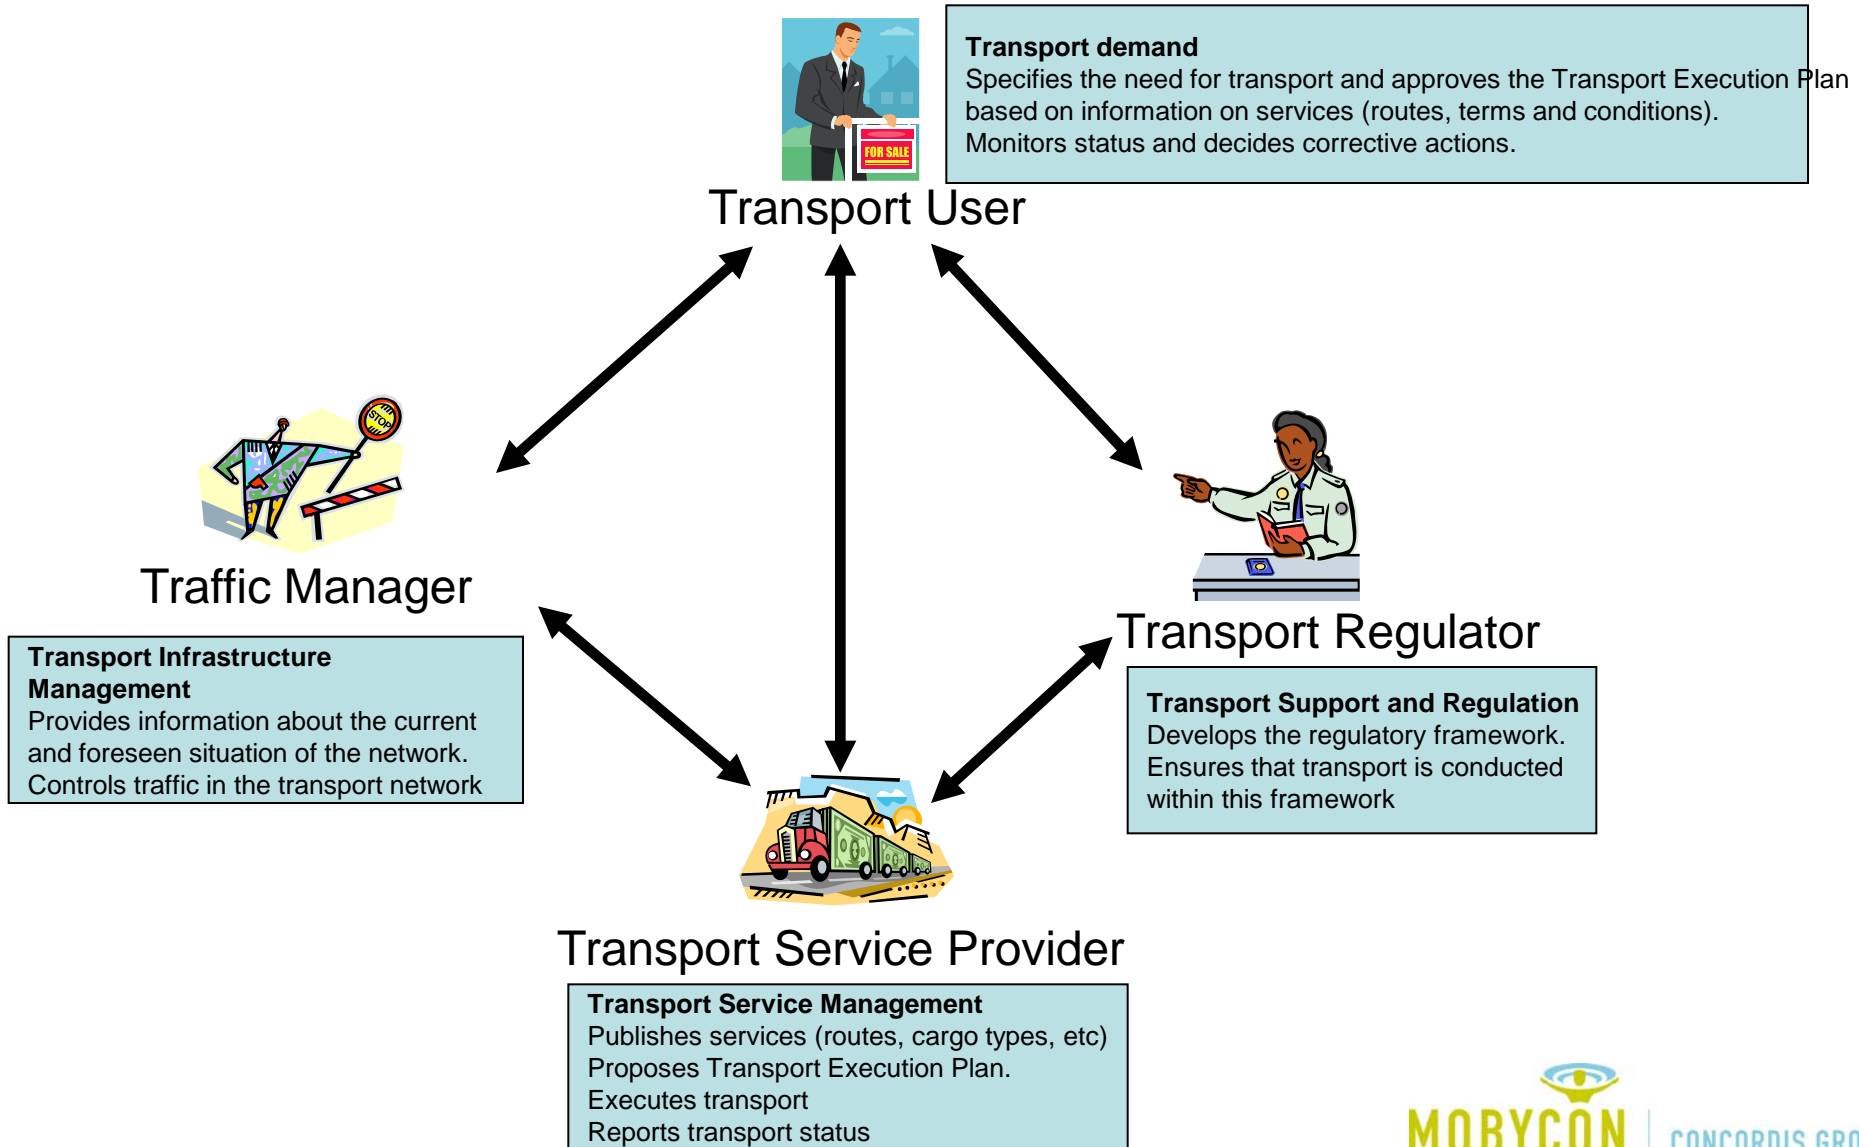 Transport demand
Specifies the need for transport and approves the Transport Execution Plan
based on information on services (routes, terms and conditions).
Monitors status and decides corrective actions.
FOR SALE
Transport User
STOP
Traffic Manager
Transport Infrastructure
Management
Provides information about the current
and foreseen situation of the network.
Controls traffic in the transport network
Transport Regulator
Transport Support and Regulation
Develops the regulatory framework.
Ensures that transport is conducted
within this framework
Transport Service Provider
Transport Service Management
Publishes services (routes, cargo types, etc)
Proposes Transport Execution Plan.
Executes transport
Reports transport status
MOBYCON
CONCORDIS GRO